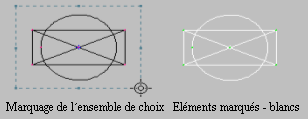 Marquage de l´ensemble de choix
Eléments marqués - blancs